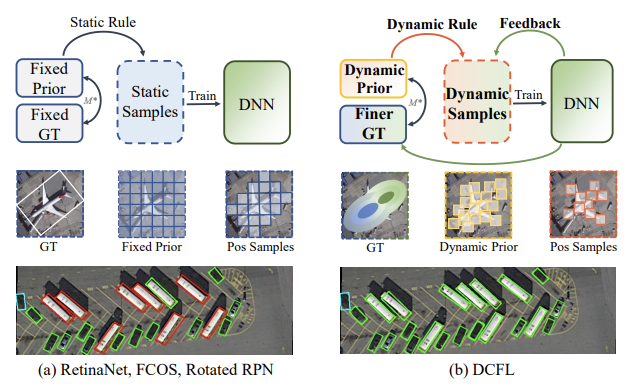 Static Rule
Fixed
Prior
M*
Fixed
GT
Static
Samples
Train
DNN
GT
Fixed Prior
Pos Samples
(a) RetinaNet, FCOS, Rotated RPN
Dynamic Rule
Feedback
Dynamic
Prior
M*
Finer
GT
Dynamic
Samples
Train
DNN
GT
Dynamic Prior
Pos Samples
(b) DCFL